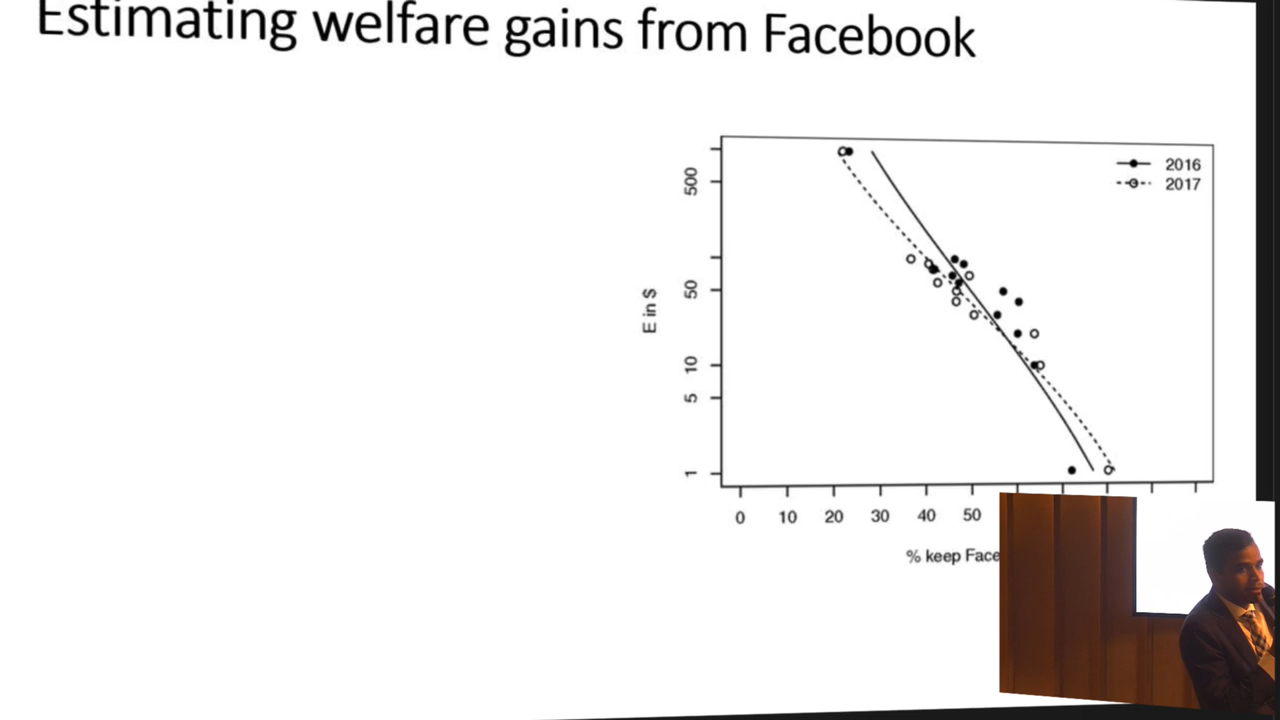 Estimating welfare gains from Facebook
2016
2017
500
50
10
5
1
E in $
0 10 20 30 40 50
% keep Face